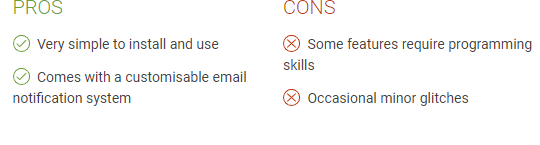 PROS
Very simple to install and use
Comes with a customisable email
notification system
CONS
Some features require programming
skills
Occasional minor glitches